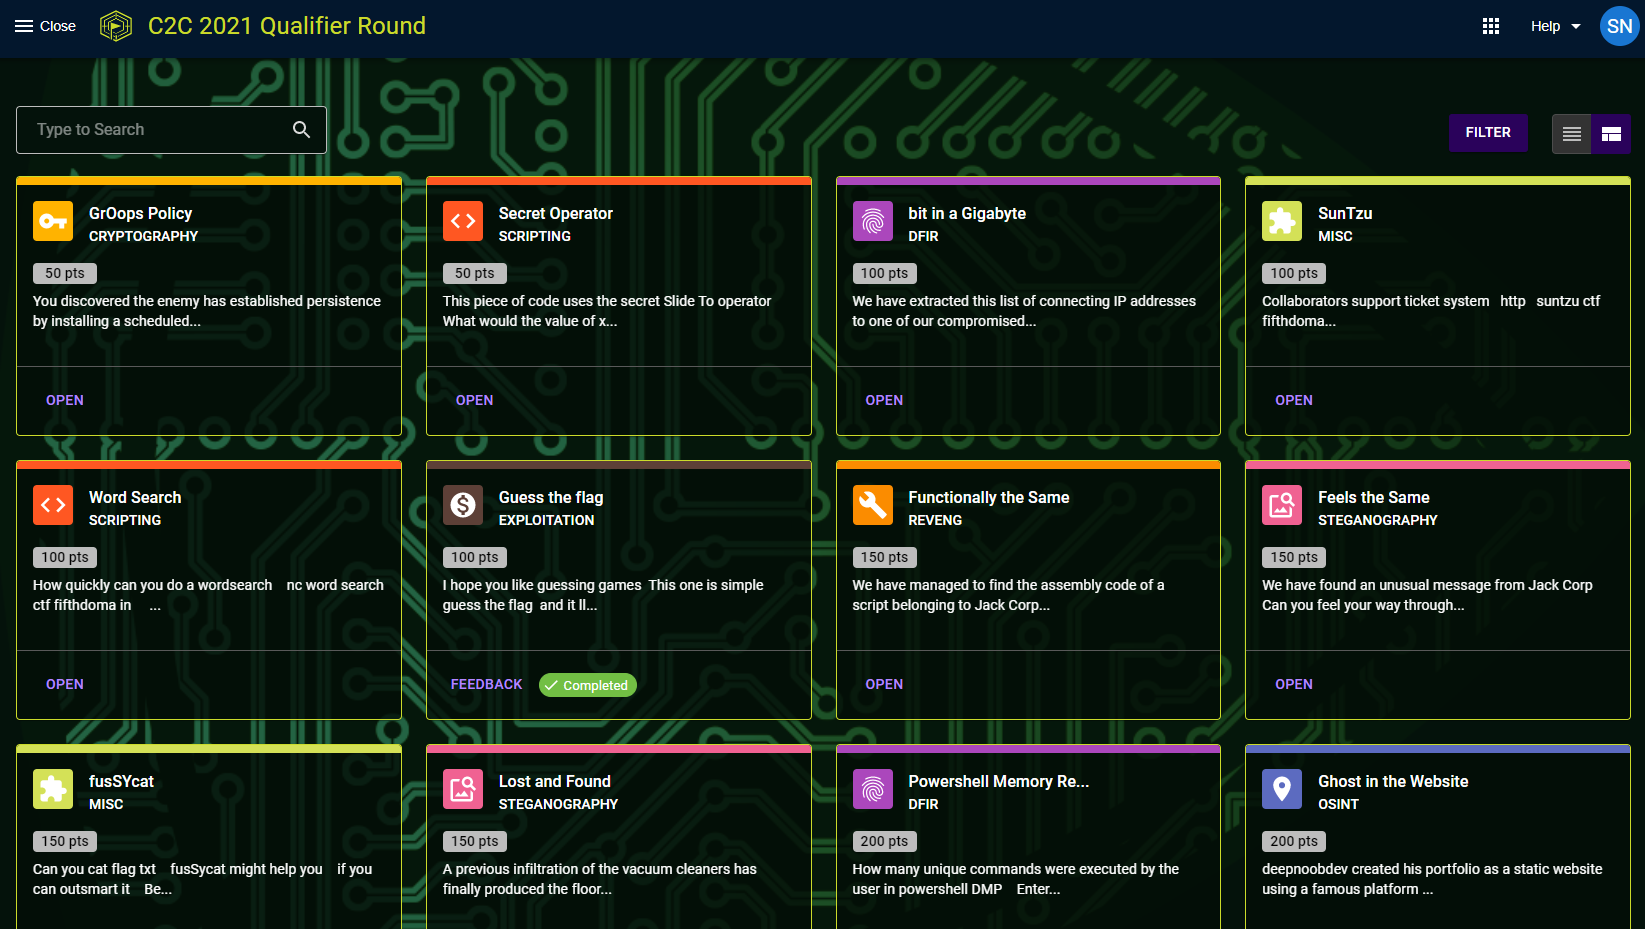 Close
C2C 2021 Qualifier Round
Help
SN
Type to Search
FILTER
GrOops Policy
CRYPTOGRAPHY
50 pts
You discovered the enemy has established persistence
by installing a scheduled...
OPEN
Secret Operator
SCRIPTING
50 pts
This piece of code uses the secret Slide To operator
What would the value of x...
OPEN
bit in a Gigabyte
DFIR
100 pts
We have extracted this list of connecting IP addresses
to one of our compromised...
OPEN
SunTzu
MISC
100 pts
Collaborators support ticket system http suntzu ctf
fifthdoma...
OPEN
Word Search
SCRIPTING
100 pts
How quickly can you do a wordsearch nc word search
ctf fifthdoma in ...
OPEN
Guess the flag
EXPLOITATION
100 pts
I hope you like guessing games This one is simple
guess the flag and it ll...
FEEDBACK
Completed
Functionally the Same
REVENG
150 pts
We have managed to find the assembly code of a
script belonging to Jack Corp...
OPEN
Feels the Same
STEGANOGRAPHY
150 pts
We have found an unusual message from Jack Corp
Can you feel your way through...
OPEN
fusSYcat
MISC
150 pts
Can you cat flag txt fusSycat might help you if you
can outsmart it Be...
Lost and Found
STEGANOGRAPHY
150 pts
A previous infiltration of the vacuum cleaners has
finally produced the floor...
Powershell Memory Re...
DFIR
200 pts
How many unique commands were executed by the
user in powershell DMP Enter...
Ghost in the Website
OSINT
200 pts
deepnoobdev created his portfolio as a static website
using a famous platform ...